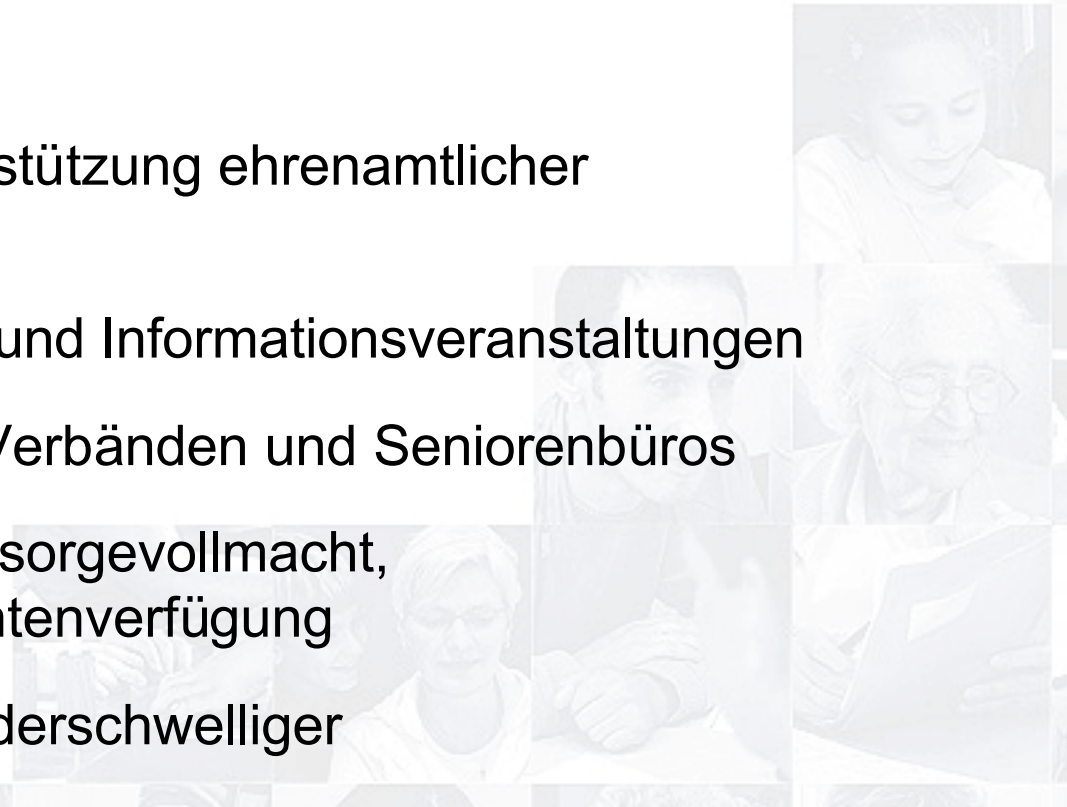 stützung ehrenamtlicher
und Informationsveranstaltungen
Verbänden und Seniorenbüros
sorgevollmacht,
tenverfügung
derschwelliger